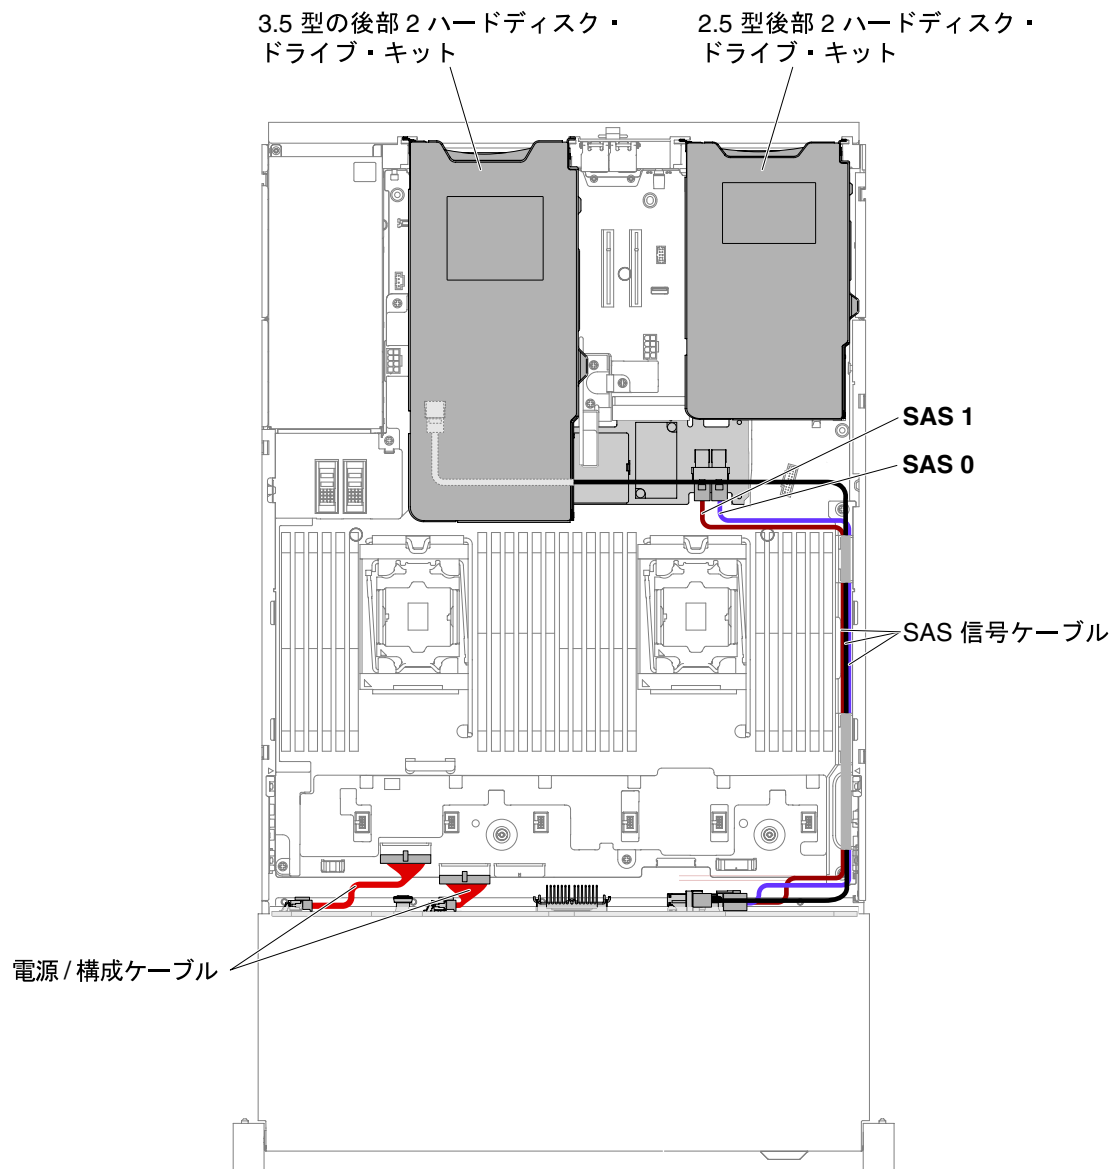 3.5 型の後部 2 ハードディスク・
ドライブ・キット
2.5 型後部 2 ハードディスク・
ドライブ・キット
SAS 1
SAS 0
SAS 信号ケーブル
電源 / 構成ケーブル